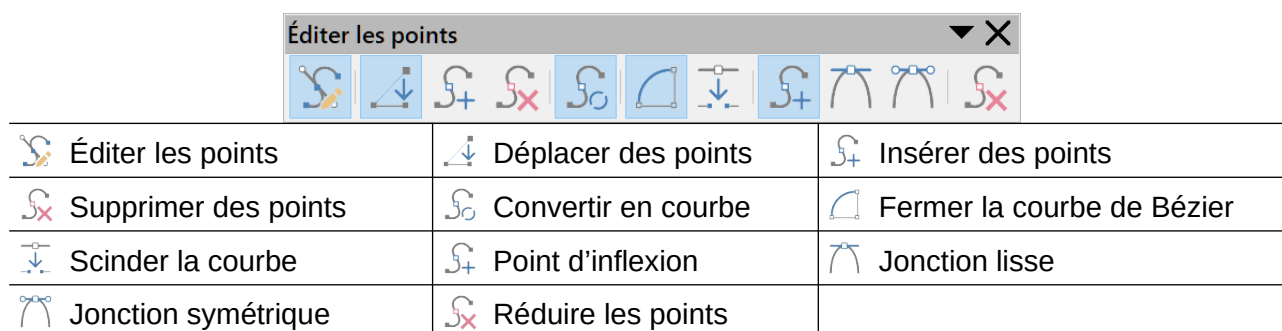 Éditer les points
Éditer les points Déplacer des points Insérer des points
Supprimer des points Convertir en courbe Fermer la courbe de Bézier
Scinder la courbe Point d’inflexion Jonction lisse
Jonction symétrique Réduire les points